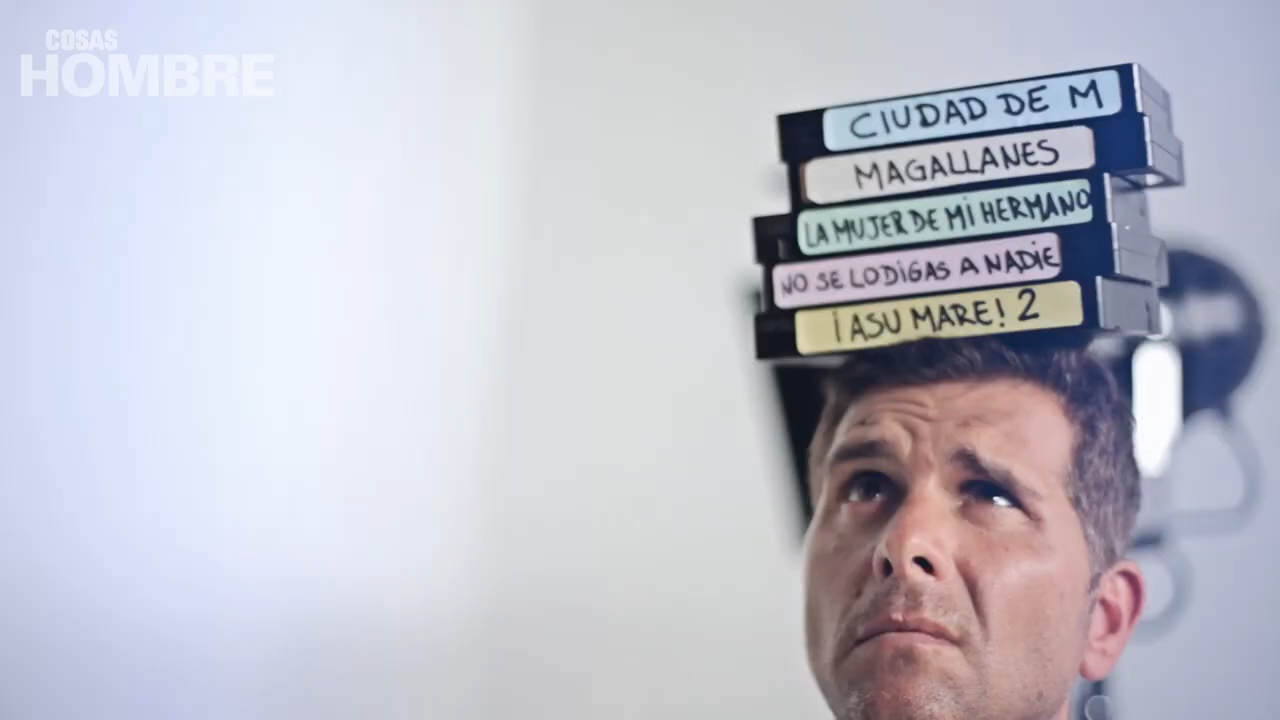 COSAS
HOMBRE
CIUDAD DE M
MAGALLANES
LA MUJER DE MI HERMANO
NO SE LO DIGAS A NADIE
¡ASU MARE! 2